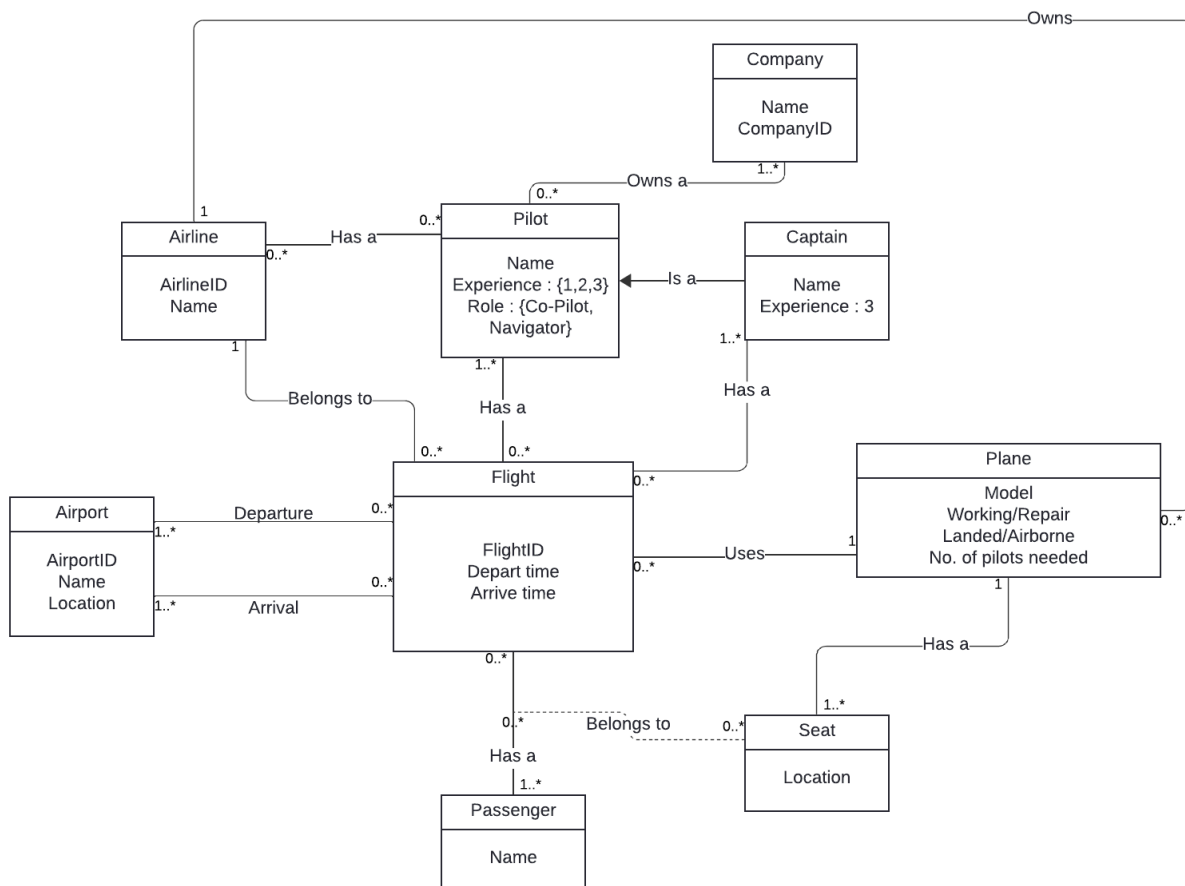 Owns
Company
Name
CompanyID
1..*
Owns a
0..*
1
Airline
AirlineID
Name
0..*
Has a
0..*
Pilot
Name
Experience : {1,2,3}
Role : {Co-Pilot,
Navigator}
Is a
Captain
Name
Experience : 3
1
Belongs to
0..*
1..*
Has a
0..*
1..*
Has a
0..*
Flight
FlightID
Depart time
Arrive time
Plane
Model
Working/Repair
Landed/Airborne
No. of pilots needed
0..*
Airport
AirportID
Name
Location
1..*
Departure
0..*
1..*
Arrival
0..*
0..*
Uses
1
1
Has a
1..*
0..*
0..*
Belongs to
0..*
Seat
Location
Has a
1..*
Passenger
Name